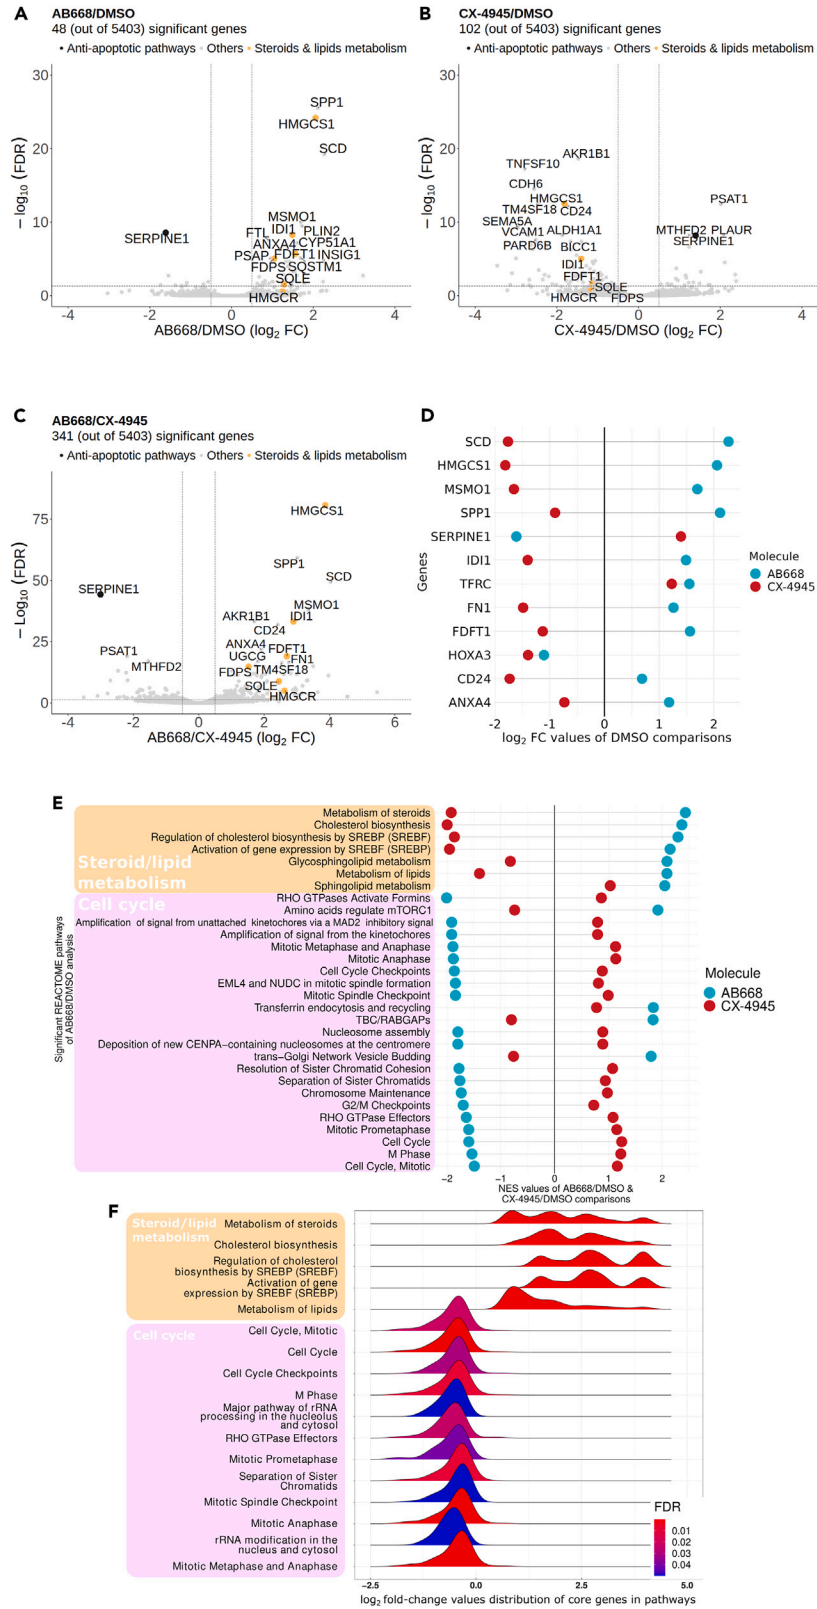 A
AB668/DMSO
48 (out of 5403) significant genes
• Anti-apoptotic pathways • Others • Steroids & lipids metabolism
− log10 (FDR)
30
20
10
0
SPP1
HMGCS1
SCD
MSMO1
FTL
IDI1
PLIN2
SERPINE1
ANXA4
CYP51A1
PSAP
FDFT1
INSIG1
FDPS
SQSTM1
SQLE
HMGCR
-4
-2
0
2
4
AB668/DMSO (log2 FC)
B
CX-4945/DMSO
102 (out of 5403) significant genes
• Anti-apoptotic pathways • Others • Steroids & lipids metabolism
− log10 (FDR)
30
20
10
0
AKR1B1
TNFSF10
CDH6
HMGCS1
PSAT1
TM4SF18
CD24
SEMA5A
VCAM1
ALDH1A1
MTHFD2
PLAUR
PARD6B
BICC1
SERPINE1
IDI1
FDFT1
SQLE
HMGCR
FDPS
-4
-2
0
2
4
CX-4945/DMSO (log2 FC)
C
AB668/CX-4945
341 (out of 5403) significant genes
• Anti-apoptotic pathways • Others • Steroids & lipids metabolism
− Log10 (FDR)
75
50
25
0
HMGCS1
SPP1
SCD
SERPINE1
MSMO1
AKR1B1
IDI1
CD24
ANXA4
FDFT1
PSAT1
UGCG
FN1
MTHFD2
FDPS
TM4SF18
SQLE
HMGCR
-4
-2
0
2
4
6
AB668/CX-4945 (log2 FC)
D
Genes
SCD
HMGCS1
MSMO1
SPP1
SERPINE1
IDI1
TFRC
FN1
FDFT1
HOXA3
CD24
ANXA4
-2
-1
0
1
2
log2 FC values of DMSO comparisons
Molecule
AB668
CX-4945
E
Significant REACTOME pathways
of AB668/DMSO analysis
Steroid/lipid
metabolism
Cell cycle
Metabolism of steroids
Cholesterol biosynthesis
Regulation of cholesterol biosynthesis by SREBP (SREBF)
Activation of gene expression by SREBF (SREBP)
Glycosphingolipid metabolism
Metabolism of lipids
Sphingolipid metabolism
RHO GTPases Activate Formins
Amino acids regulate mTORC1
Amplification of signal from unattached kinetochores via a MAD2 inhibitory signal
Amplification of signal from the kinetochores
Mitotic Metaphase and Anaphase
Mitotic Anaphase
Cell Cycle Checkpoints
EML4 and NUDC in mitotic spindle formation
Mitotic Spindle Checkpoint
Transferrin endocytosis and recycling
TBC/RABGAPs
Nucleosome assembly
Deposition of new CENPA−containing nucleosomes at the centromere
trans−Golgi Network Vesicle Budding
Resolution of Sister Chromatid Cohesion
Separation of Sister Chromatids
Chromosome Maintenance
G2/M Checkpoints
RHO GTPase Effectors
Mitotic Prometaphase
Cell Cycle
M Phase
Cell Cycle, Mitotic
−2
−1
0
1
2
NES values of AB668/DMSO &
CX-4945/DMSO comparisons
Molecule
AB668
CX-4945
F
Steroid/lipid
metabolism
Cell cycle
Metabolism of steroids
Cholesterol biosynthesis
Regulation of cholesterol
biosynthesis by SREBP (SREBF)
Activation of gene
expression by SREBF (SREBP)
Metabolism of lipids
Cell Cycle, Mitotic
Cell Cycle
Cell Cycle Checkpoints
M Phase
Major pathway of rRNA
processing in the nucleolus
and cytosol
RHO GTPase Effectors
Mitotic Prometaphase
Separation of Sister
Chromatids
Mitotic Spindle Checkpoint
Mitotic Anaphase
rRNA modification in the
nucleus and cytosol
Mitotic Metaphase and Anaphase
FDR
0.01
0.02
0.03
0.04
−2.5
0.0
2.5
5.0
log2 fold-change values distribution of core genes in pathways